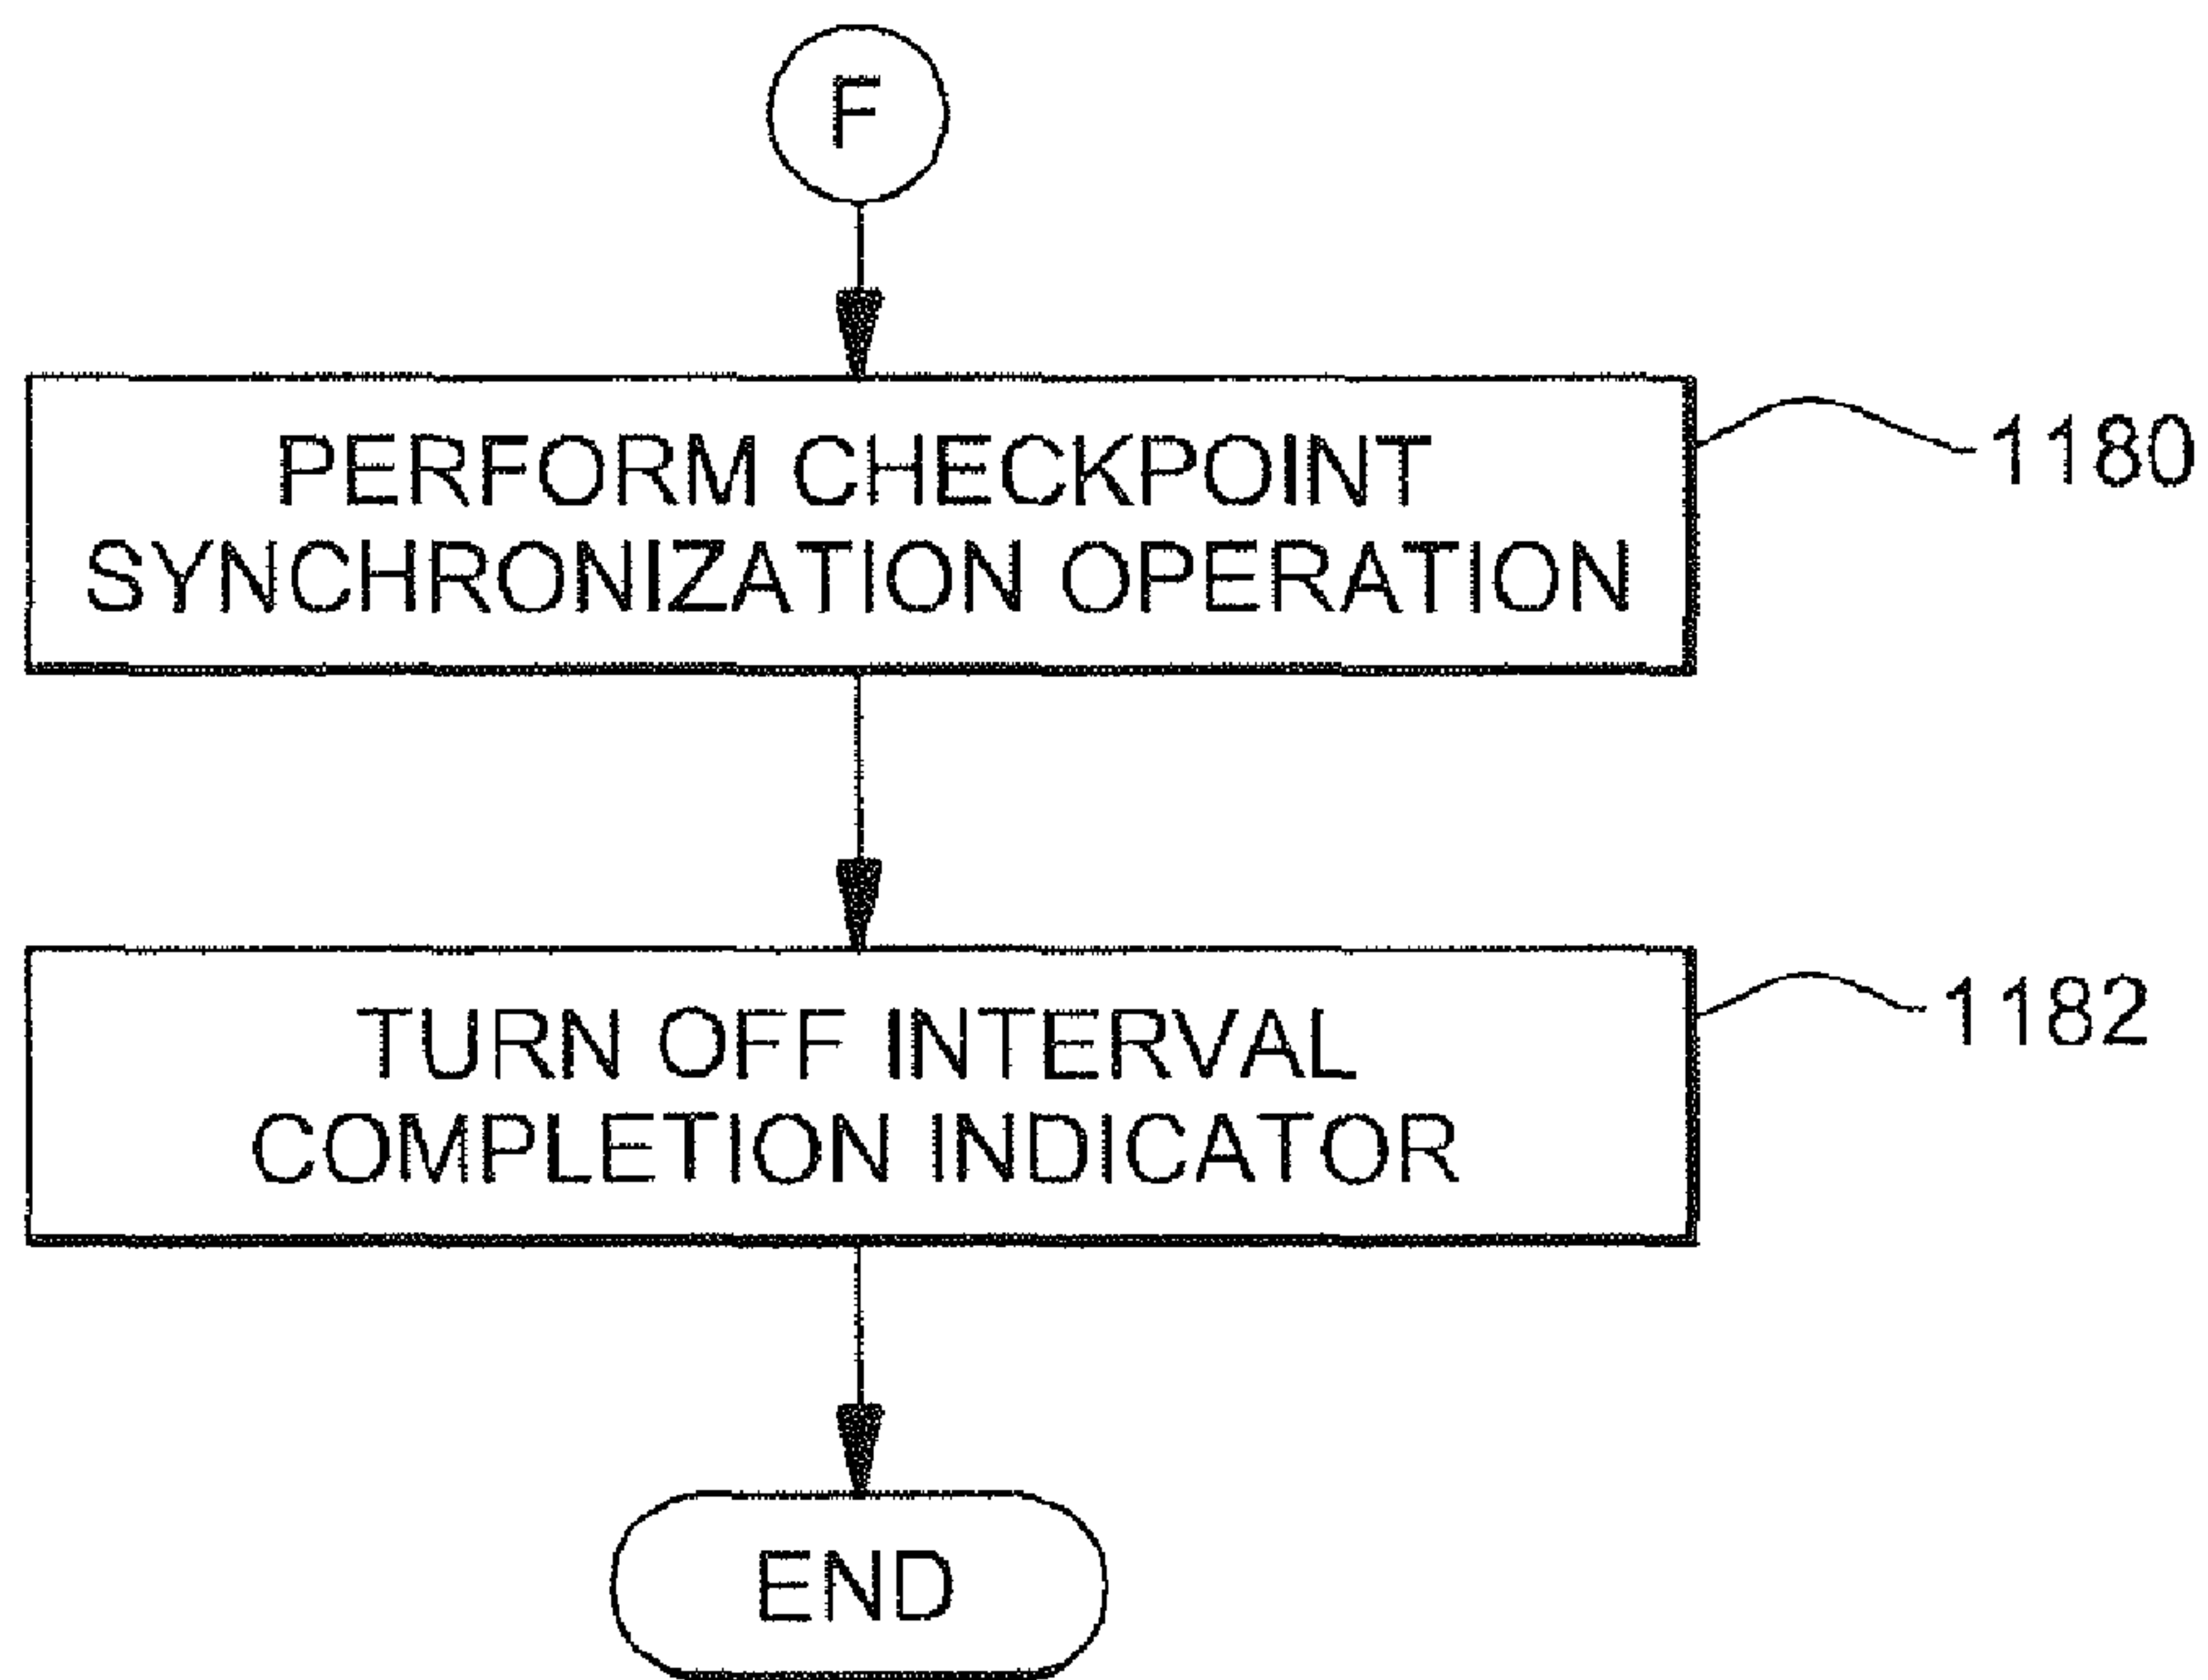 F
PERFORM CHECKPOINT
SYNCHRONIZATION OPERATION
1180
TURN OFF INTERVAL
COMPLETION INDICATOR
1182
END